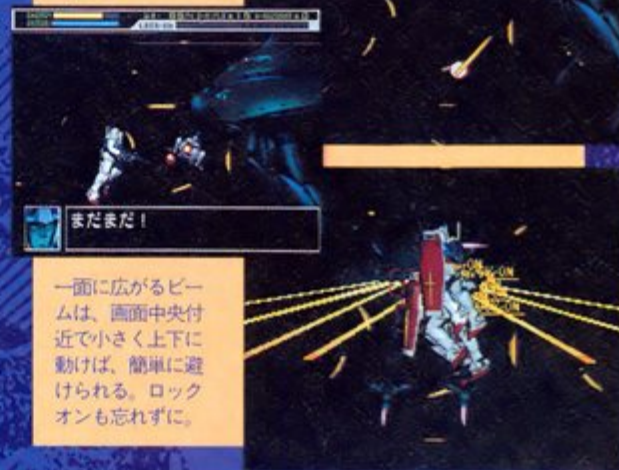 まだまだ！
一面に広がるビー
ムは、画面中央付
近で小さく上下に
動けば、簡単に避
けられる。ロック
オンも忘れずに。